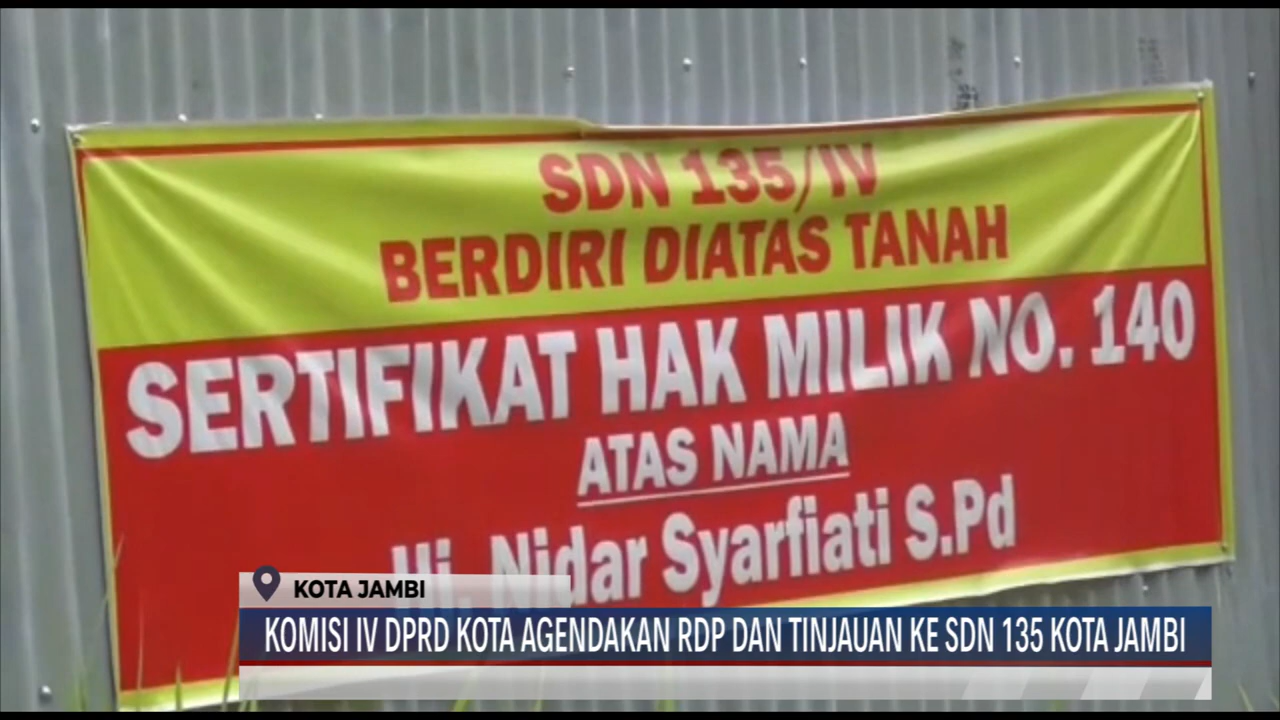 SDN 135/IV
BERDIRI DIATAS TANAH
SERTIFIKAT HAK MILIK NO. 140
ATAS NAMA
Hj. Nidar Syarfiati S.Pd
KOTA JAMBI
KOMISI IV DPRD KOTA AGENDAKAN RDP DAN TINJAUAN KE SDN 135 KOTA JAMBI